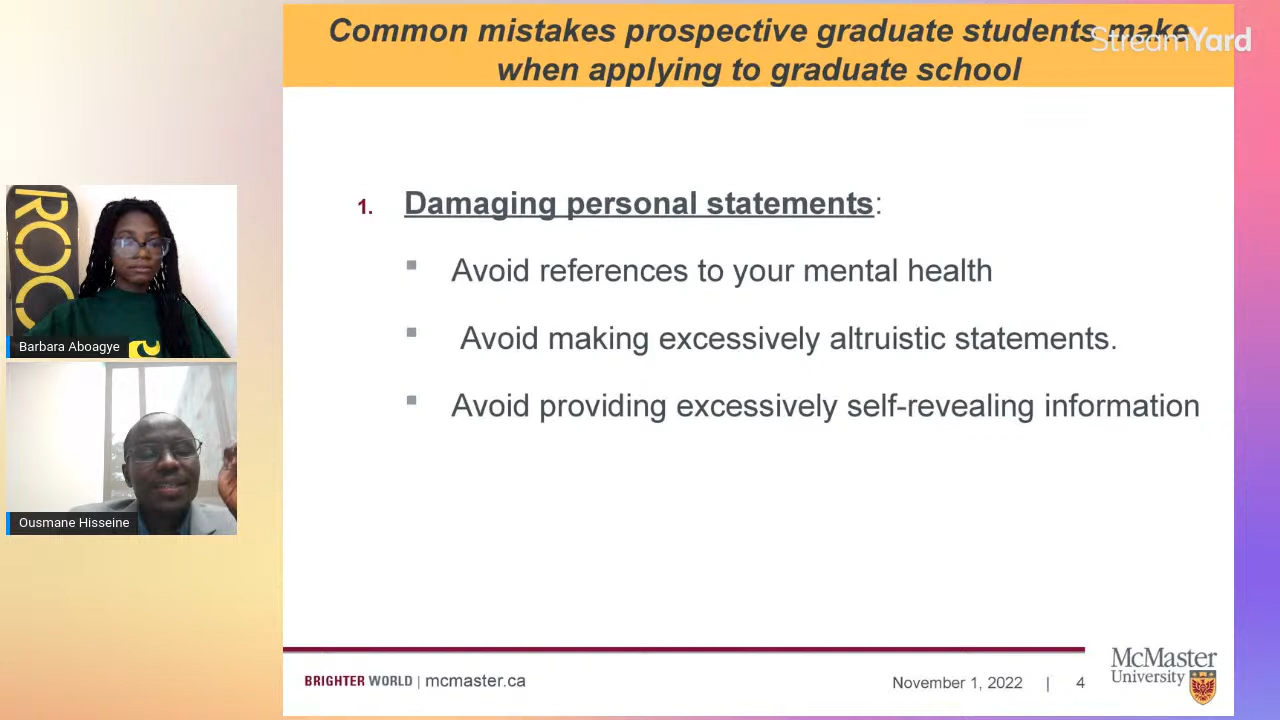 Common mistakes prospective graduate students make
when applying to graduate school
StreamYard
1. Damaging personal statements:
Avoid references to your mental health
Avoid making excessively altruistic statements.
Avoid providing excessively self-revealing information
ROO
Barbara Aboagye
Ousmane Hisseine
BRIGHTER WORLD | mcmaster.ca
November 1, 2022 | 4
McMaster
University